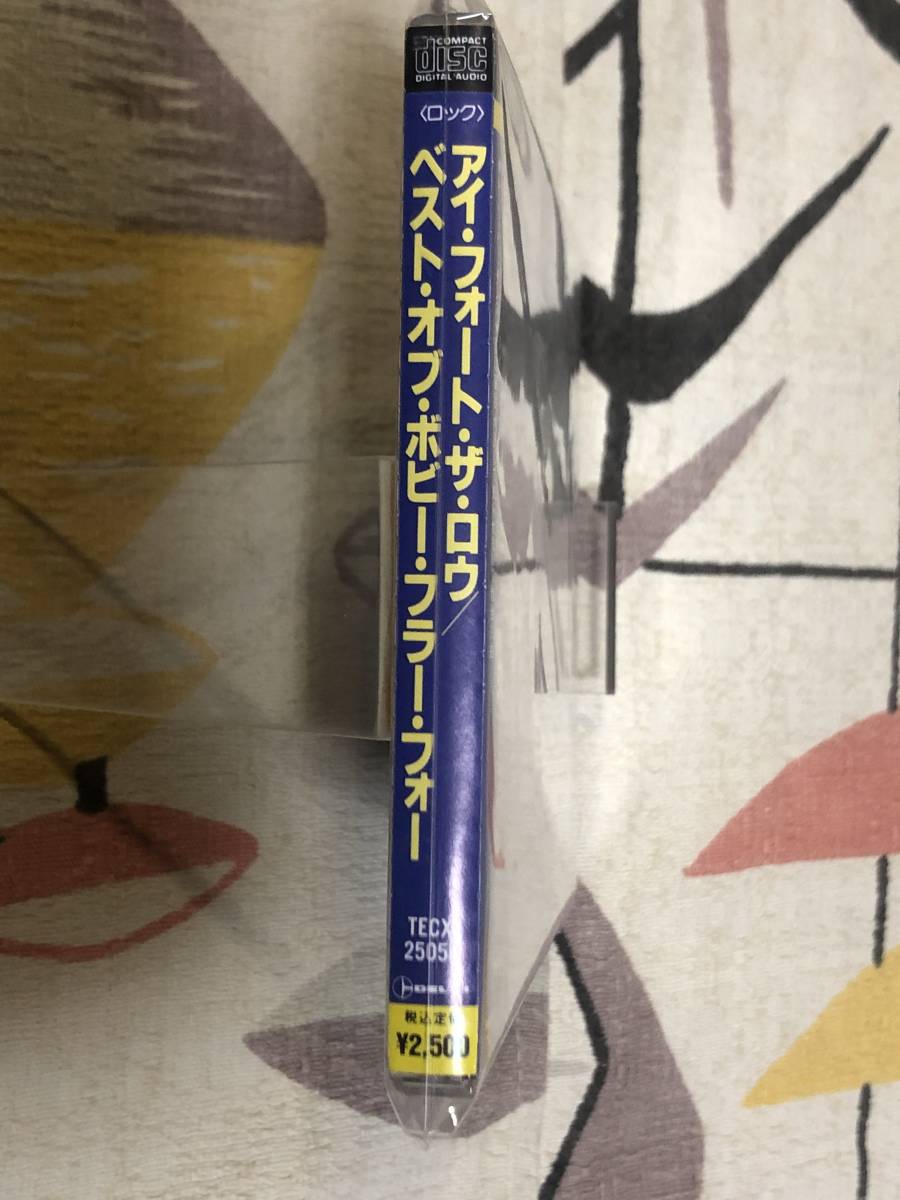 COMPACT
disc
DIGITAL AUDIO
〈ロック〉
アイ・フォート・ザ・ロウ／
ベスト・オブ・ボビー・フラー・フォー
TECX
2505
税込定価
¥2,500